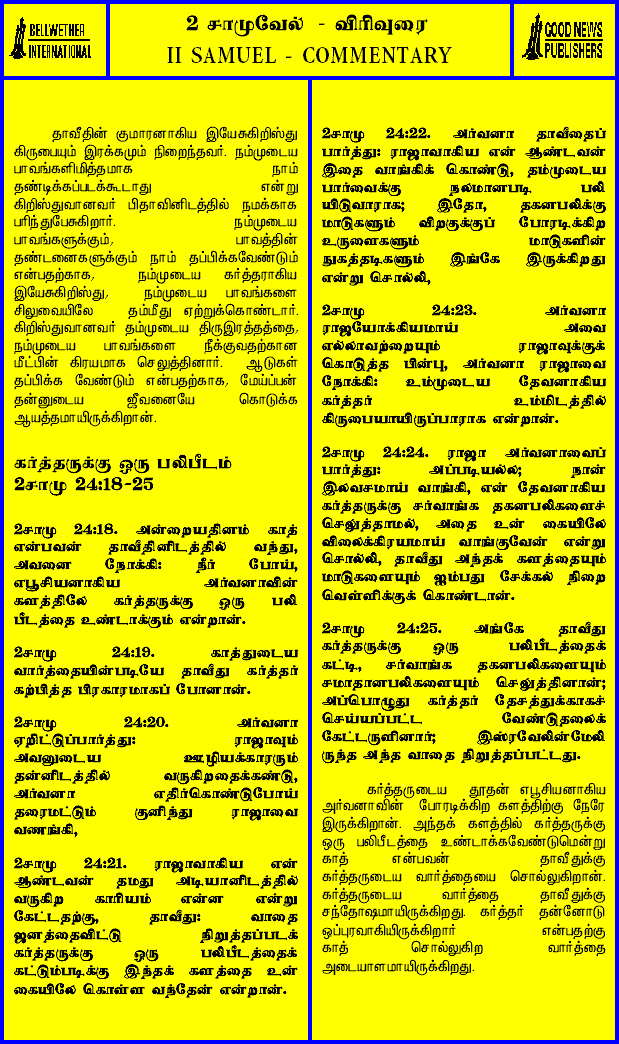 BELLWETHER
INTERNATIONAL
2 சாமுவேல் - விரிவுரை
II SAMUEL - COMMENTARY
GOOD NEWS
PUBLISHERS
தாவீதின் குமாரனாகிய இயேசுகிறிஸ்து
கிருபையும் இரக்கமும் நிறைந்தவர். நம்முடைய
பாவங்களினிமித்தமாக நாம்
தண்டிக்கப்படக்கூடாது என்று
கிறிஸ்துவானவர் பிதாவினிடத்தில் நமக்காக
பரிந்துபேசுகிறார். நம்முடைய
பாவங்களுக்கும், பாவத்தின்
தண்டனைகளுக்கும் நாம் தப்பிக்கவேண்டும்
என்பதற்காக, நம்முடைய கர்த்தராகிய
இயேசுகிறிஸ்து, நம்முடைய பாவங்களை
சிலுவையிலே தம்மீது ஏற்றுக்கொண்டார்.
கிறிஸ்துவானவர் தம்முடைய திருஇரத்தத்தை,
நம்முடைய பாவங்களை நீக்குவதற்கான
மீட்பின் கிரயமாக செலுத்தினார். ஆடுகள்
தப்பிக்க வேண்டும் என்பதற்காக, மேய்ப்பன்
தன்னுடைய ஜீவனையே கொடுக்க
ஆயத்தமாயிருக்கிறான்.
கர்த்தருக்கு ஒரு பலிபீடம்
2சாமு 24:18-25
2சாமு 24:18. அன்றையதினம் காத்
என்பவன் தாவீதினிடத்தில் வந்து,
அவனை நோக்கி: நீர் போய்,
எபூசியனாகிய அர்வனாவின்
களத்திலே கர்த்தருக்கு ஒரு பலி
பீடத்தை உண்டாக்கும் என்றான்.
2சாமு 24:19. காத்துடைய
வார்த்தையின்படியே தாவீது கர்த்தர்
கற்பித்த பிரகாரமாகப் போனான்.
2சாமு 24:20. அர்வனா
ஏறிட்டுப்பார்த்து: ராஜாவும்
அவனுடைய ஊழியக்காரரும்
தன்னிடத்தில் வருகிறதைக்கண்டு,
அர்வனா எதிர்கொண்டுபோய்
தரைமட்டும் குனிந்து ராஜாவை
வணங்கி,
2சாமு 24:21. ராஜாவாகிய என்
ஆண்டவன் தமது அடியானிடத்தில்
வருகிற காரியம் என்ன என்று
கேட்டதற்கு, தாவீது: வாதை
ஜனத்தைவிட்டு நிறுத்தப்படக்
கர்த்தருக்கு ஒரு பலிபீடத்தைக்
கட்டும்படிக்கு இந்தக் களத்தை உன்
கையிலே கொள்ள வந்தேன் என்றான்.
2சாமு 24:22. அர்வனா தாவீதைப்
பார்த்து: ராஜாவாகிய என் ஆண்டவன்
இதை வாங்கிக் கொண்டு, தம்முடைய
பார்வைக்கு நலமானபடி பலி
யிடுவாராக; இதோ, தகனபலிக்கு
மாடுகளும் விறகுக்குப் போரடிக்கிற
உருளைகளும் மாடுகளின்
நுகத்தடிகளும் இங்கே இருக்கிறது
என்று சொல்லி,
2சாமு 24:23. அர்வனா
ராஜயோக்கியமாய் அவை
எல்லாவற்றையும் ராஜாவுக்குக்
கொடுத்த பின்பு, அர்வனா ராஜாவை
நோக்கி: உம்முடைய தேவனாகிய
கர்த்தர் உம்மிடத்தில்
கிருபையாயிருப்பாராக என்றான்.
2சாமு 24:24. ராஜா அர்வனாவைப்
பார்த்து: அப்படியல்ல; நான்
இலவசமாய் வாங்கி, என் தேவனாகிய
கர்த்தருக்கு சர்வாங்க தகனபலிகளைச்
செலுத்தாமல், அதை உன் கையிலே
விலைக்கிரயமாய் வாங்குவேன் என்று
சொல்லி, தாவீது அந்தக் களத்தையும்
மாடுகளையும் ஐம்பது சேக்கல் நிறை
வெள்ளிக்குக் கொண்டான்.
2சாமு 24:25. அங்கே தாவீது
கர்த்தருக்கு ஒரு பலிபீடத்தைக்
கட்டி, சர்வாங்க தகனபலிகளையும்
சமாதானபலிகளையும் செலுத்தினான்;
அப்பொழுது கர்த்தர் தேசத்துக்காகச்
செய்யப்பட்ட வேண்டுதலைக்
கேட்டருளினார்; இஸ்ரவேலின்மேலி
ருந்த அந்த வாதை நிறுத்தப்பட்டது.
கர்த்தருடைய தூதன் எபூசியனாகிய
அர்வனாவின் போரடிக்கிற களத்திற்கு நேரே
இருக்கிறான். அந்தக் களத்தில் கர்த்தருக்கு
ஒரு பலிபீடத்தை உண்டாக்கவேண்டுமென்று
காத் என்பவன் தாவீதுக்கு
கர்த்தருடைய வார்த்தையை சொல்லுகிறான்.
கர்த்தருடைய வார்த்தை தாவீதுக்கு
சந்தோஷமாயிருக்கிறது. கர்த்தர் தன்னோடு
ஒப்புரவாகியிருக்கிறார் என்பதற்கு
காத் சொல்லுகிற வார்த்தை
அடையாளமாயிருக்கிறது.